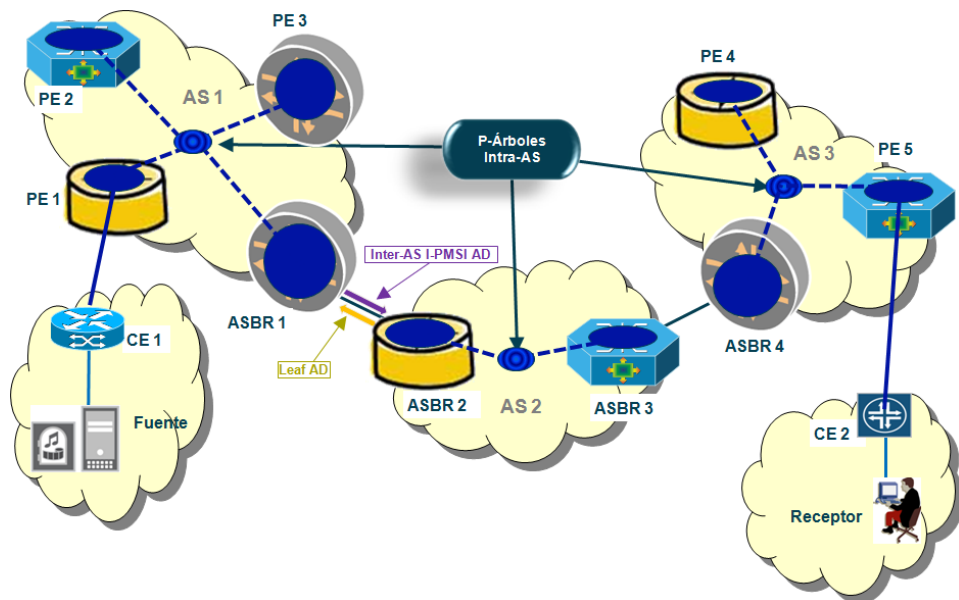 PE 3
PE 4
PE 2
AS 1
P-Árboles
Intra-AS
AS 3
PE 5
PE 1
Inter-AS I-PMSI AD
ASBR 1
Leaf AD
ASBR 4
CE 1
ASBR 2
AS 2
ASBR 3
Fuente
CE 2
Receptor